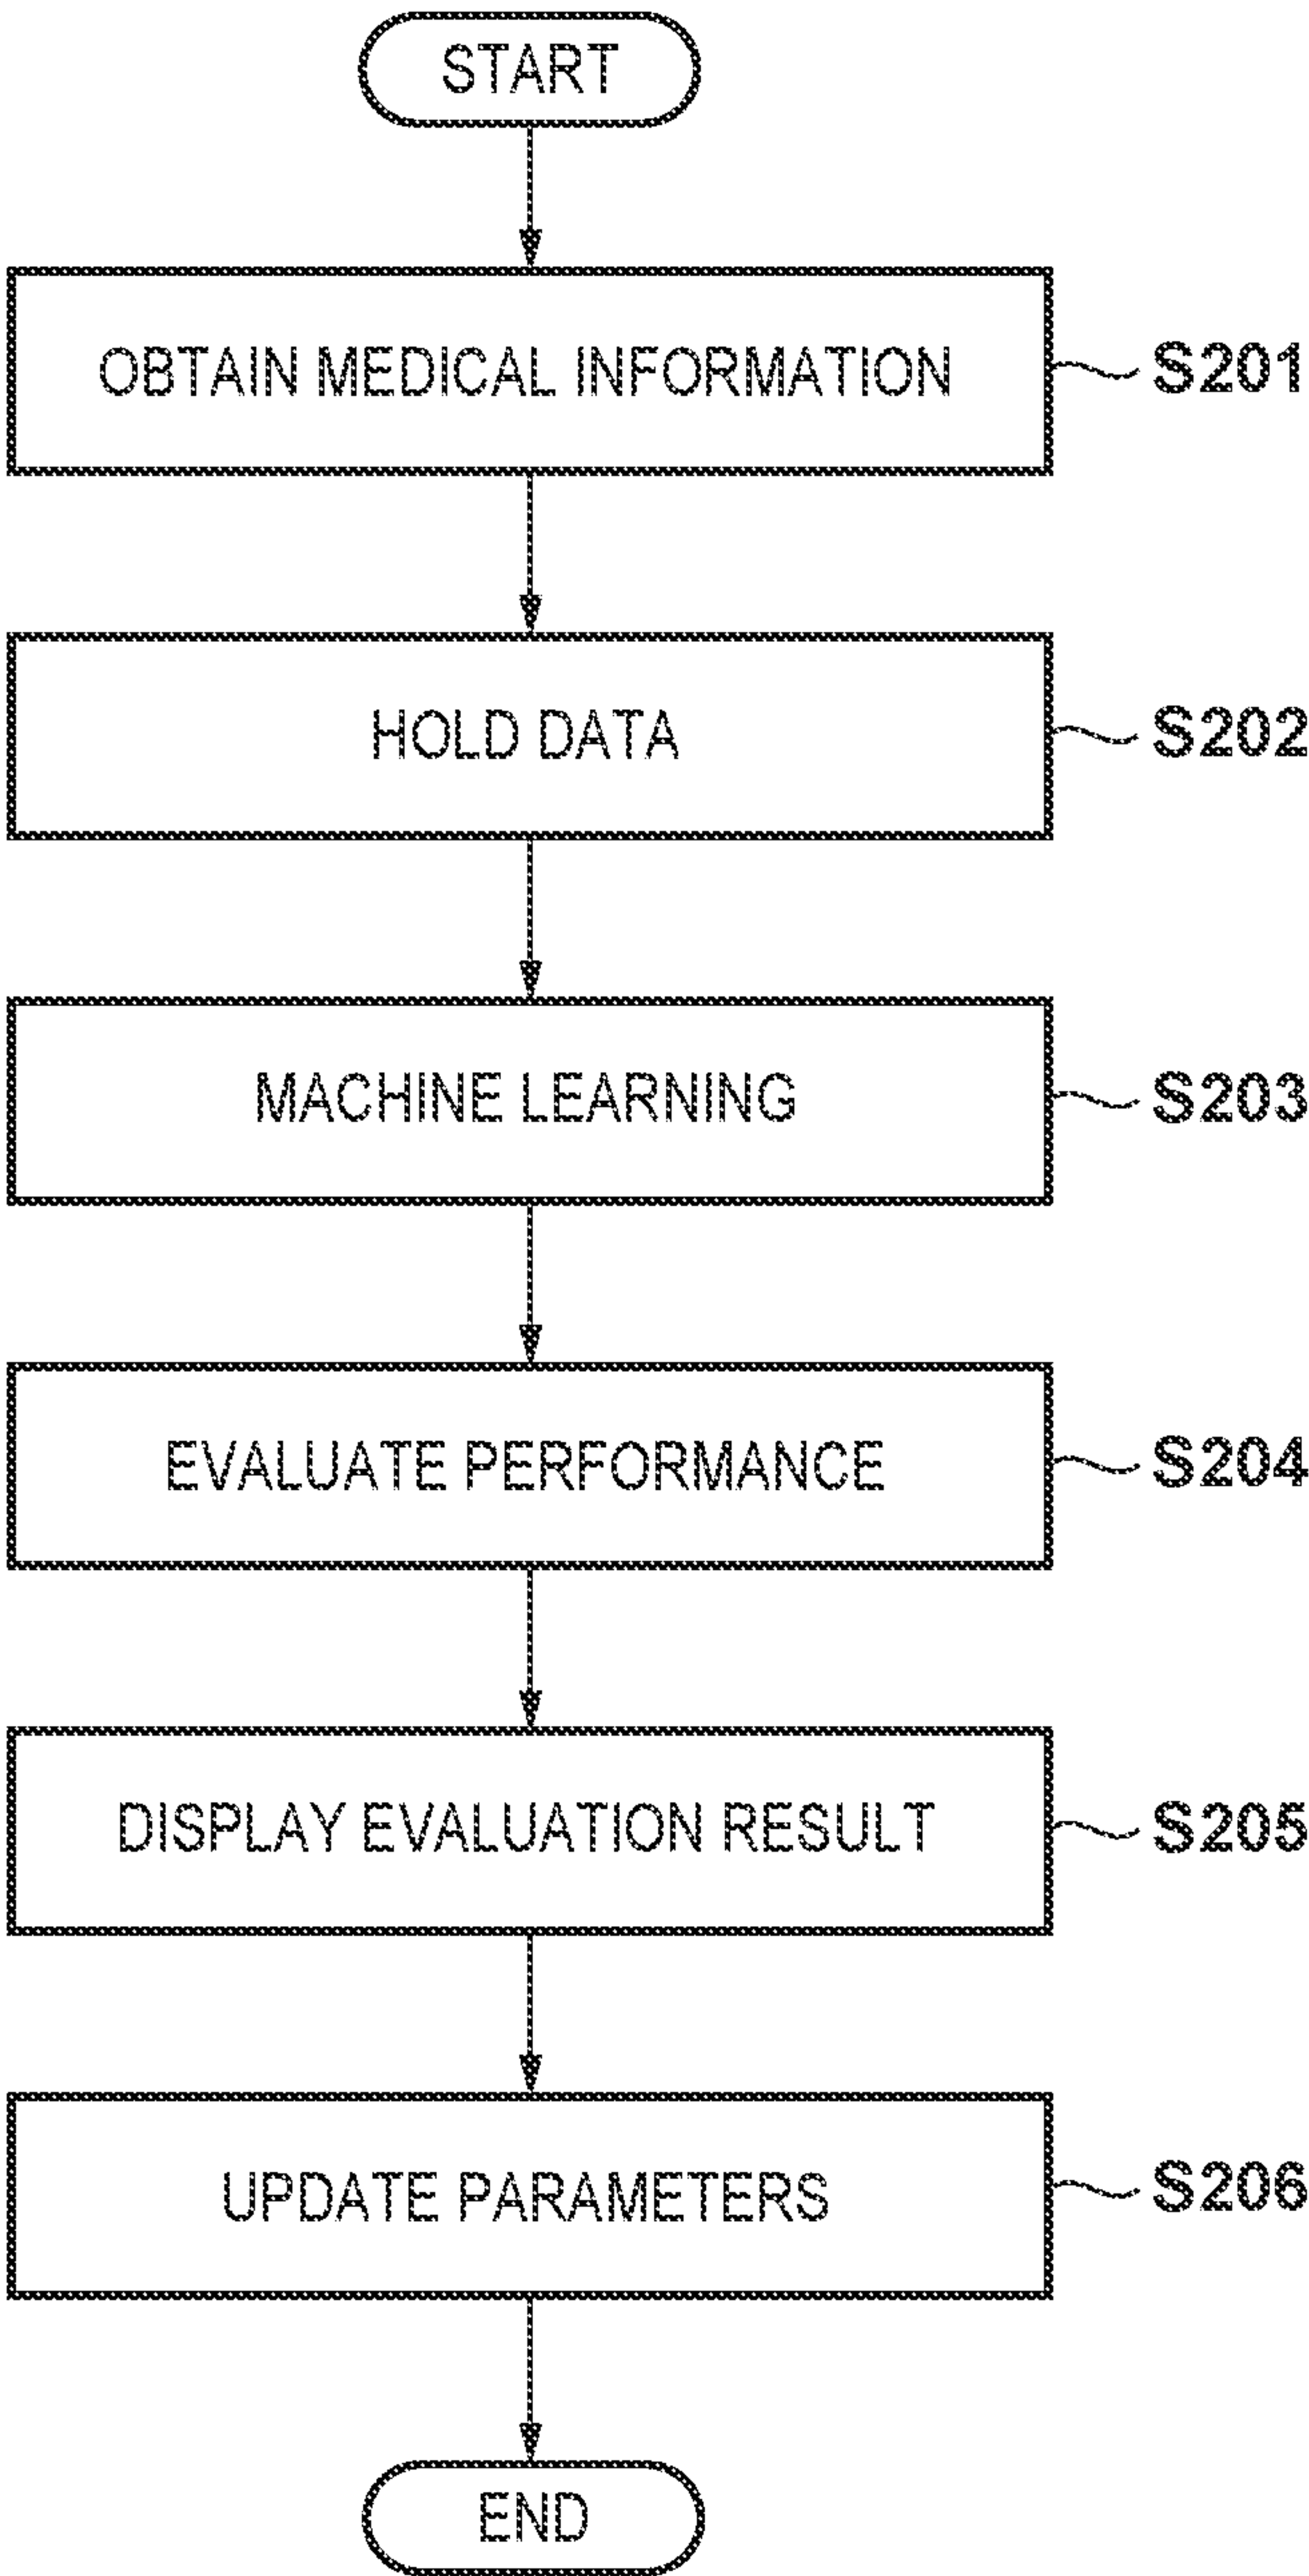 START
OBTAIN MEDICAL INFORMATION
S201
HOLD DATA
S202
MACHINE LEARNING
S203
EVALUATE PERFORMANCE
S204
DISPLAY EVALUATION RESULT
S205
UPDATE PARAMETERS
S206
END